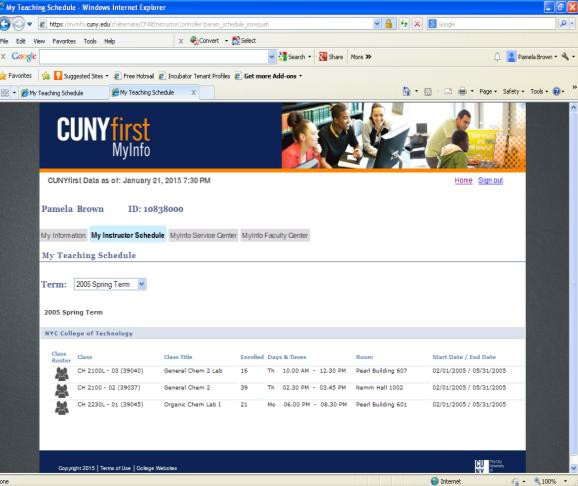 My Teaching Schedule - Windows Internet Explorer
https://myinfo.cuny.edu/cfalternate/CFAltInstructorController?param_schedule_mov=push
Google
File Edit View Favorites Tools Help
x Convert Select
x Google Search Share More >> Pamela Brown
Favorites Suggested Sites Free Hotmail Incubator Tenant Profiles Get more Add-ons
My Teaching Schedule My Teaching Schedule X Page Safety Tools
CUNYfirst
MyInfo
CUNYfirst Data as of: January 21, 2015 7:30 PM Home Sign out
Pamela Brown ID: 10838000
My Information My Instructor Schedule MyInfo Service Center MyInfo Faculty Center
My Teaching Schedule
Term: 2005 Spring Term
2005 Spring Term
NYC College of Technology
Class Roster Class Class Title Enrolled Days & Times Room Start Date / End Date
CH 2100L - 03 (39040) General Chem 2 Lab 16 Th 10.00 AM - 12.30 PM Pearl Building 607 02/01/2005 / 05/31/2005
CH 2100 - 02 (39037) General Chem 2 39 Th 02.30 PM - 03.45 PM Namm Hall 1002 02/01/2005 / 05/31/2005
CH 2230L - 01 (39045) Organic Chem Lab I 21 Mo 06.00 PM - 08.30 PM Pearl Building 601 02/01/2005 / 05/31/2005
Copyright 2015 | Terms of Use | College Websites
Internet 100%